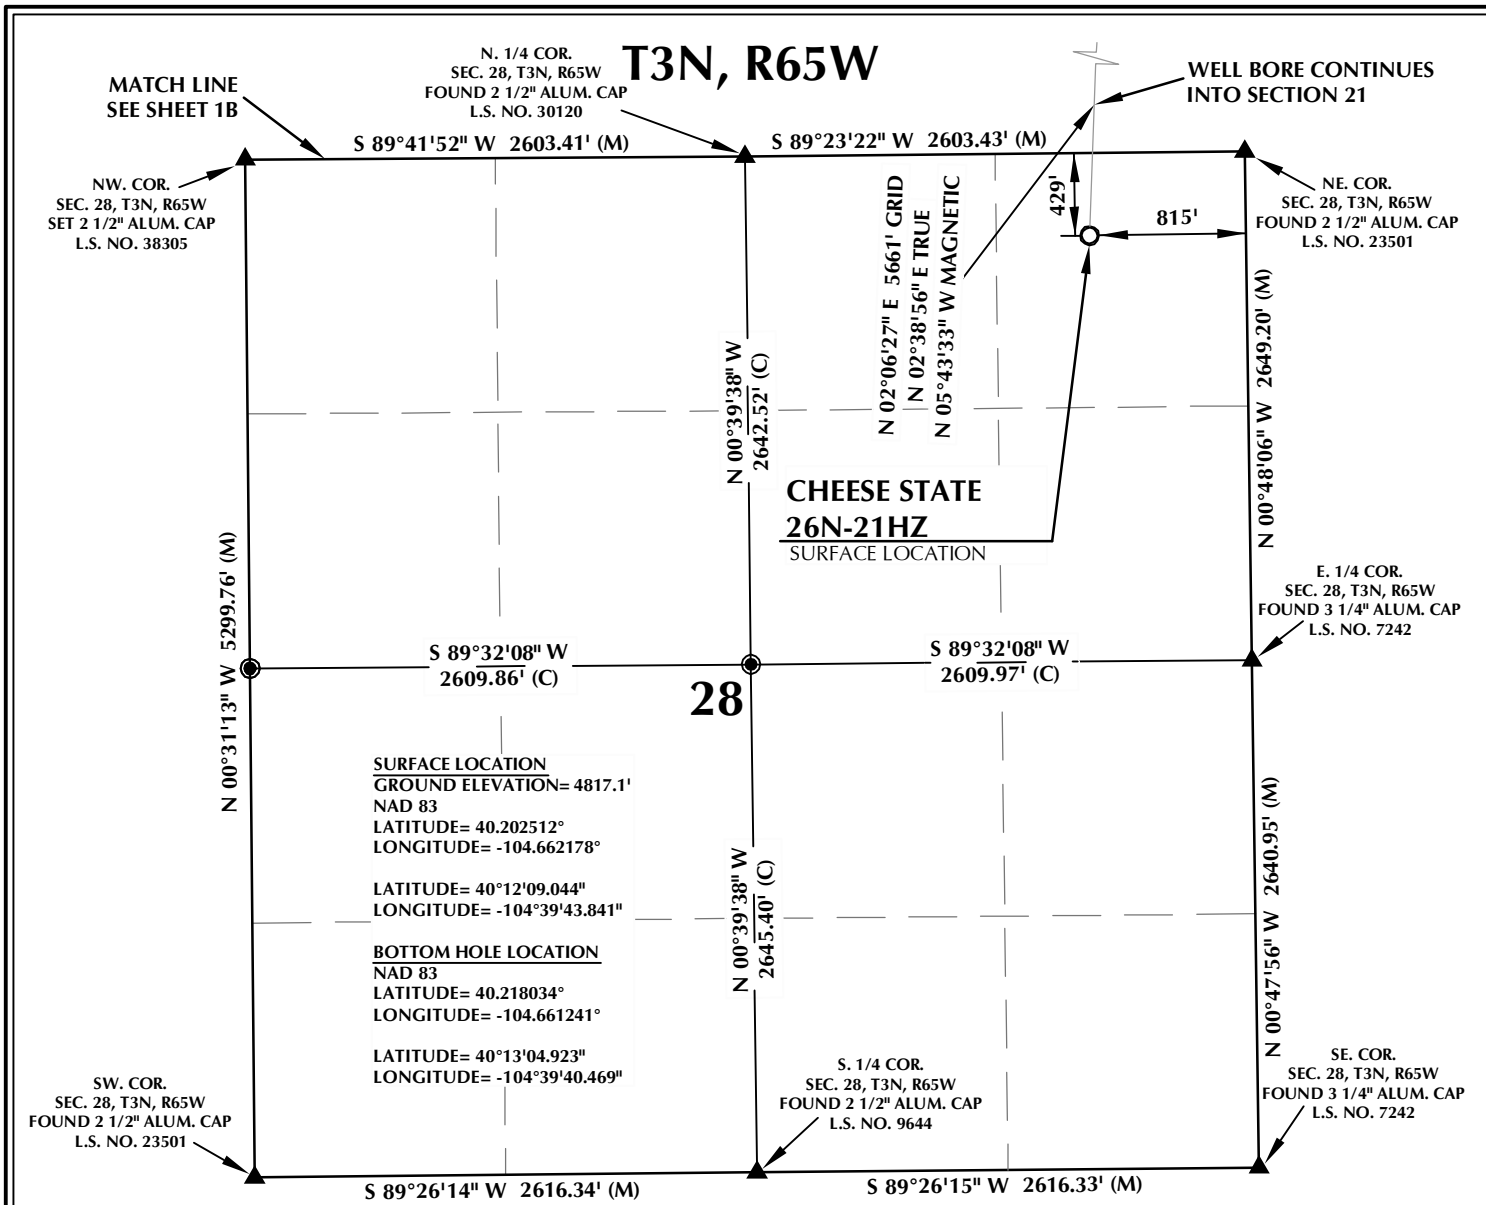 T3N, R65W
N. 1/4 COR.
SEC. 28, T3N, R65W
FOUND 2 1/2" ALUM. CAP
L.S. NO. 30120
MATCH LINE
SEE SHEET 1B
WELL BORE CONTINUES
INTO SECTION 21
S 89°41'52" W 2603.41' (M)
S 89°23'22" W 2603.43' (M)
NW. COR.
SEC. 28, T3N, R65W
SET 2 1/2" ALUM. CAP
L.S. NO. 38305
NE. COR.
SEC. 28, T3N, R65W
FOUND 2 1/2" ALUM. CAP
L.S. NO. 23501
429'
815'
N 02°06'27" E 5661' GRID
N 02°38'56" E TRUE
N 05°43'33" W MAGNETIC
N 00°39'38" W
2642.52' (C)
N 00°48'06" W 2649.20' (M)
CHEESE STATE
26N-21HZ
SURFACE LOCATION
N 00°31'13" W 5299.76' (M)
E. 1/4 COR.
SEC. 28, T3N, R65W
FOUND 3 1/4" ALUM. CAP
L.S. NO. 7242
S 89°32'08" W
2609.86' (C)
S 89°32'08" W
2609.97' (C)
28
SURFACE LOCATION
GROUND ELEVATION= 4817.1'
NAD 83
LATITUDE= 40.202512°
LONGITUDE= -104.662178°
LATITUDE= 40°12'09.044"
LONGITUDE= -104°39'43.841"
BOTTOM HOLE LOCATION
NAD 83
LATITUDE= 40.218034°
LONGITUDE= -104.661241°
LATITUDE= 40°13'04.923"
LONGITUDE= -104°39'40.469"
N 00°39'38" W
2645.40' (C)
N 00°47'56" W 2640.95' (M)
SW. COR.
SEC. 28, T3N, R65W
FOUND 2 1/2" ALUM. CAP
L.S. NO. 23501
S. 1/4 COR.
SEC. 28, T3N, R65W
FOUND 2 1/2" ALUM. CAP
L.S. NO. 9644
SE. COR.
SEC. 28, T3N, R65W
FOUND 3 1/4" ALUM. CAP
L.S. NO. 7242
S 89°26'14" W 2616.34' (M)
S 89°26'15" W 2616.33' (M)